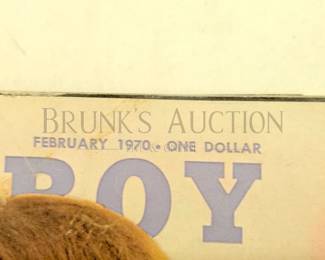 BRUNK'S AUCTION
FEBRUARY 1970 • ONE DOLLAR
BOY